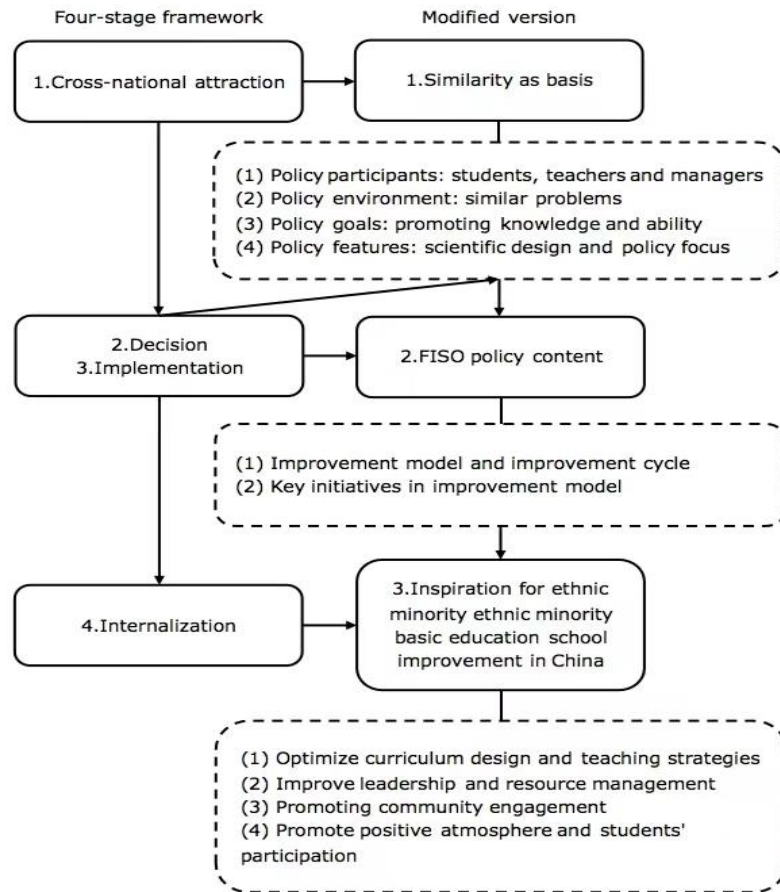 Four-stage framework
Modified version
1.Cross-national attraction
1.Similarity as basis
(1) Policy participants: students, teachers and managers
(2) Policy environment: similar problems
(3) Policy goals: promoting knowledge and ability
(4) Policy features: scientific design and policy focus
2.Decision
3.Implementation
2.FISO policy content
(1) Improvement model and improvement cycle
(2) Key initiatives in improvement model
4.Internalization
3.Inspiration for ethnic
minority ethnic minority
basic education school
improvement in China
(1) Optimize curriculum design and teaching strategies
(2) Improve leadership and resource management
(3) Promoting community engagement
(4) Promote positive atmosphere and students'
participation